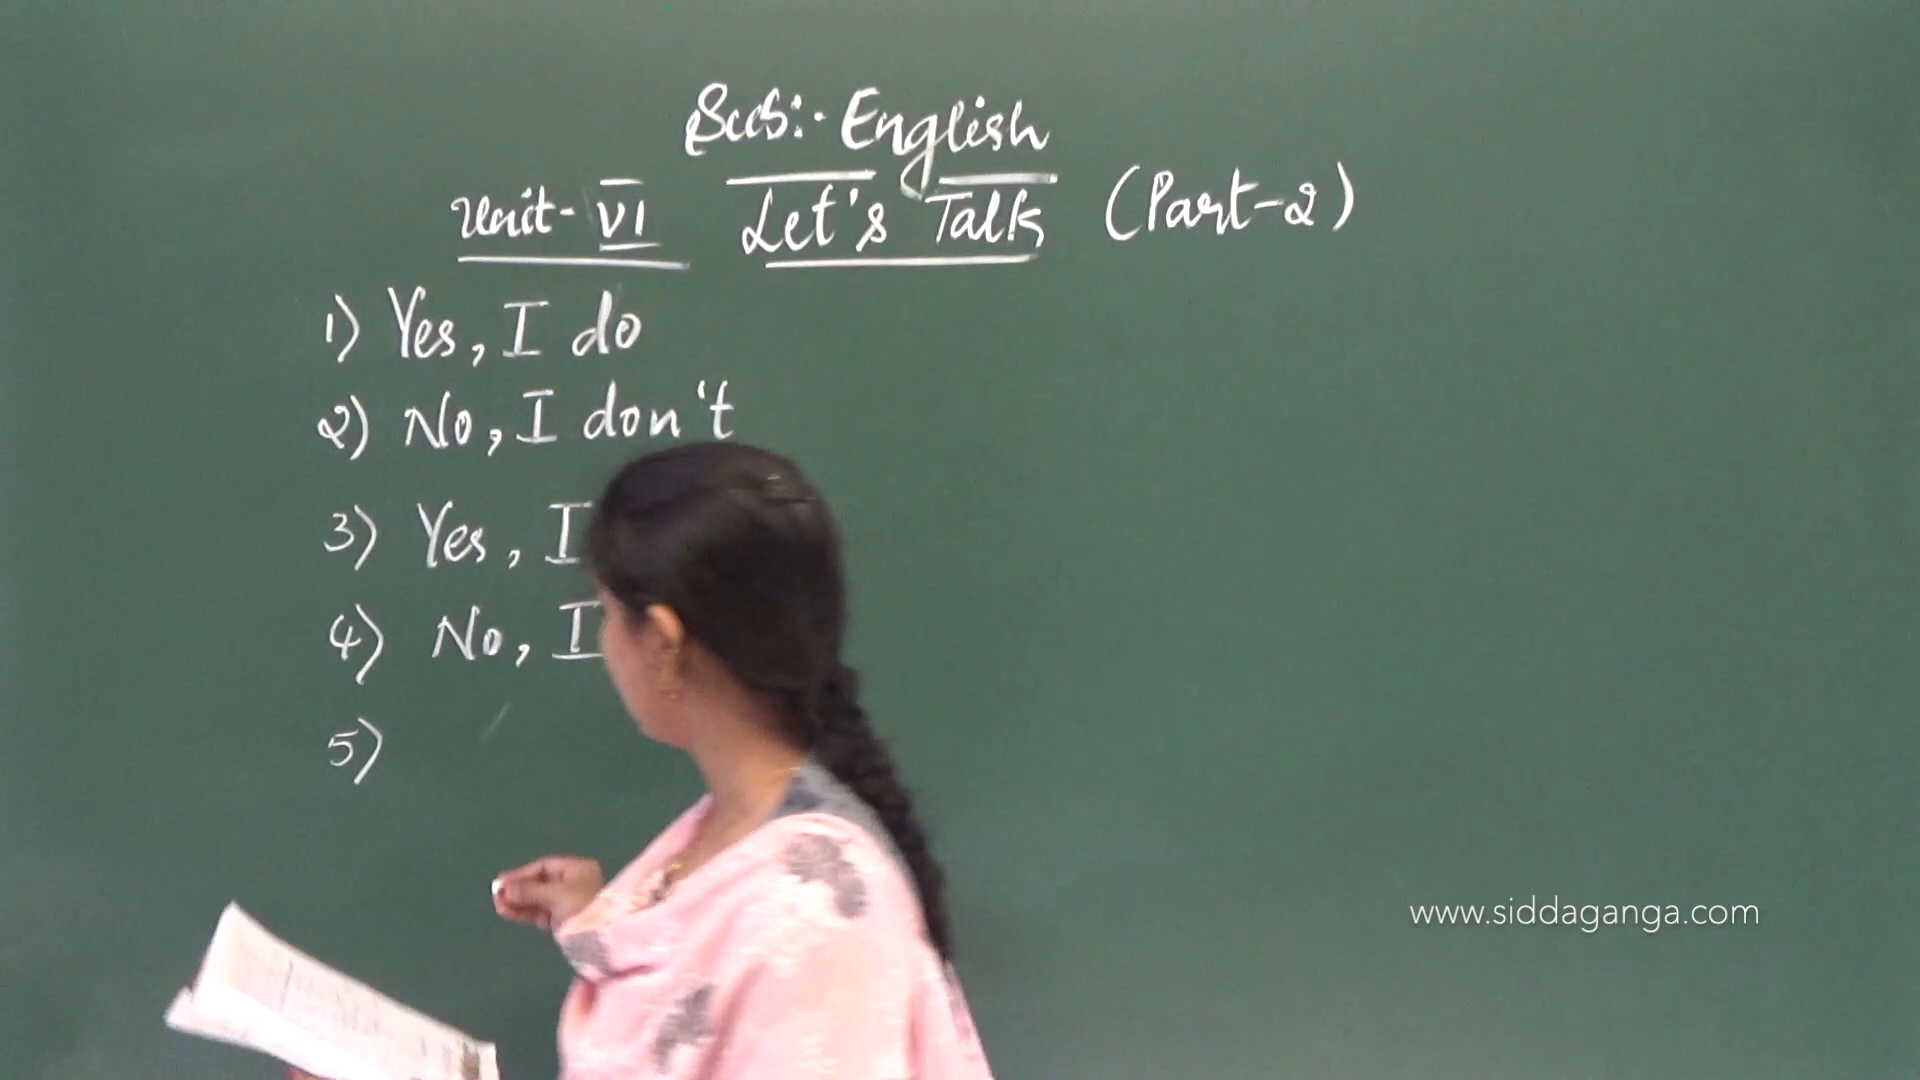 Sub:- English
Unit- VI Let's Talk (Part-2)
1) Yes, I do
2) No, I don't
3) Yes, I
4) No, I
5)
www.siddaganga.com